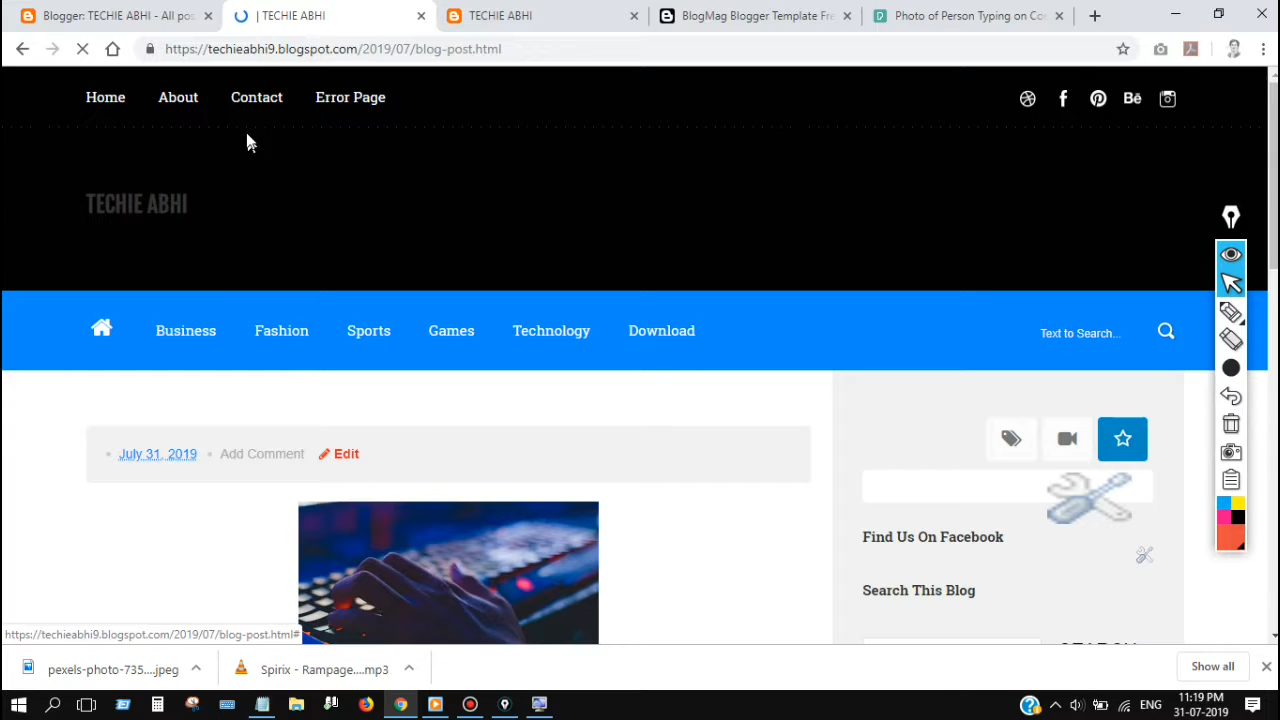 Blogger: TECHIE ABHI - All pos
| TECHIE ABHI
TECHIE ABHI
BlogMag Blogger Template Fre
Photo of Person Typing on Co
https://techieabhi9.blogspot.com/2019/07/blog-post.html
Home About Contact Error Page
Bē
TECHIE ABHI
Business Fashion Sports Games Technology Download
Text to Search...
July 31, 2019 Add Comment Edit
Find Us On Facebook
Search This Blog
https://techieabhi9.blogspot.com/2019/07/blog-post.html#
pexels-photo-735....jpeg
Spirix - Rampage....mp3
Show all
ENG
11:19 PM
31-07-2019